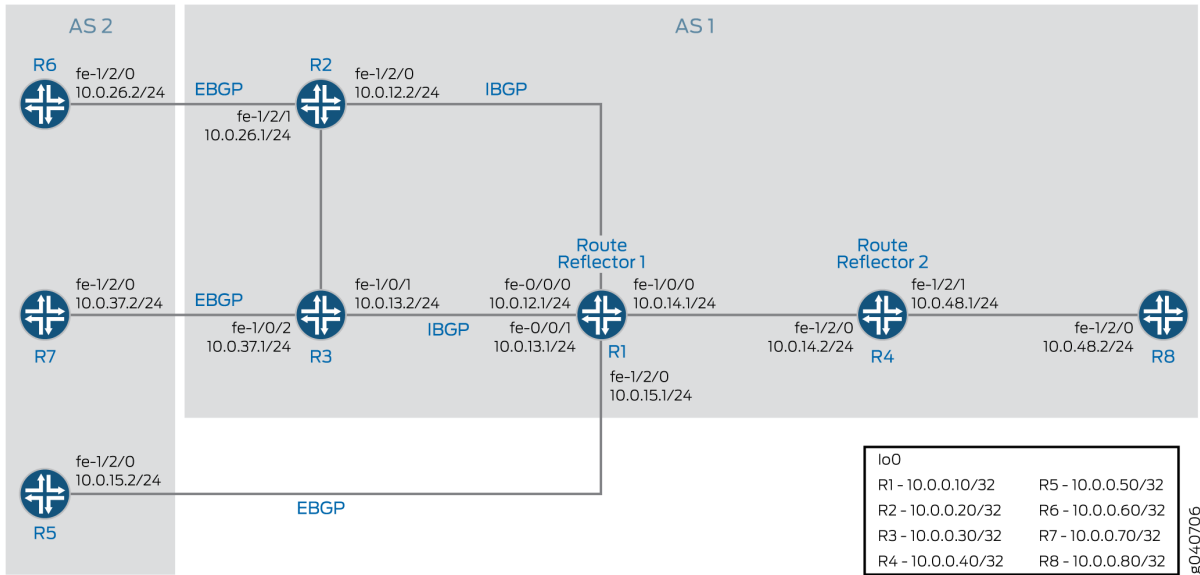 AS 2
AS 1
R6
fe-1/2/0
10.0.26.2/24
EBGP
R2
fe-1/2/0
10.0.12.2/24
IBGP
fe-1/2/1
10.0.26.1/24
Route
Reflector 1
Route
Reflector 2
fe-1/2/0
10.0.37.2/24
EBGP
fe-1/0/1
10.0.13.2/24
fe-0/0/0
10.0.12.1/24
fe-1/0/0
10.0.14.1/24
fe-1/2/1
10.0.48.1/24
R7
fe-1/0/2
10.0.37.1/24
R3
IBGP
fe-0/0/1
10.0.13.1/24
R1
fe-1/2/0
10.0.14.2/24
R4
fe-1/2/0
10.0.48.2/24
R8
fe-1/2/0
10.0.15.1/24
fe-1/2/0
10.0.15.2/24
R5
EBGP
lo0
R1 - 10.0.0.10/32 R5 - 10.0.0.50/32
R2 - 10.0.0.20/32 R6 - 10.0.0.60/32
R3 - 10.0.0.30/32 R7 - 10.0.0.70/32
R4 - 10.0.0.40/32 R8 - 10.0.0.80/32
g040706